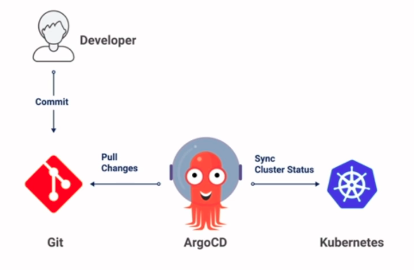 Developer
Commit
Pull
Changes
Sync
Cluster Status
Git
ArgoCD
Kubernetes